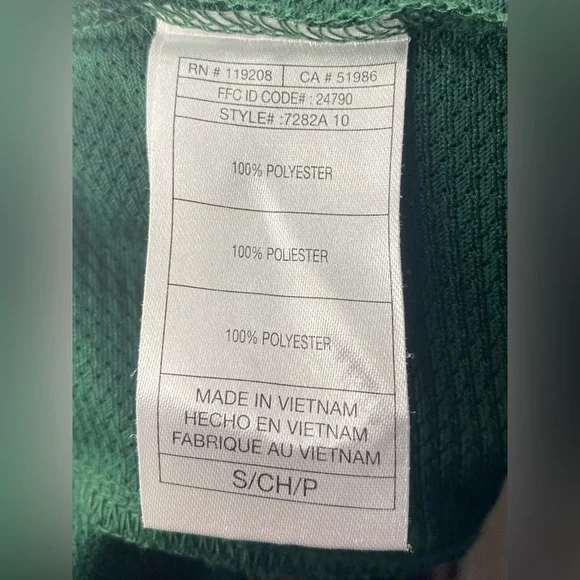 RN # 119208 CA # 51986
FFC ID CODE# : 24790
STYLE# :7282A 10
100% POLYESTER
100% POLIESTER
100% POLYESTER
MADE IN VIETNAM
HECHO EN VIETNAM
FABRIQUE AU VIETNAM
S/CH/P